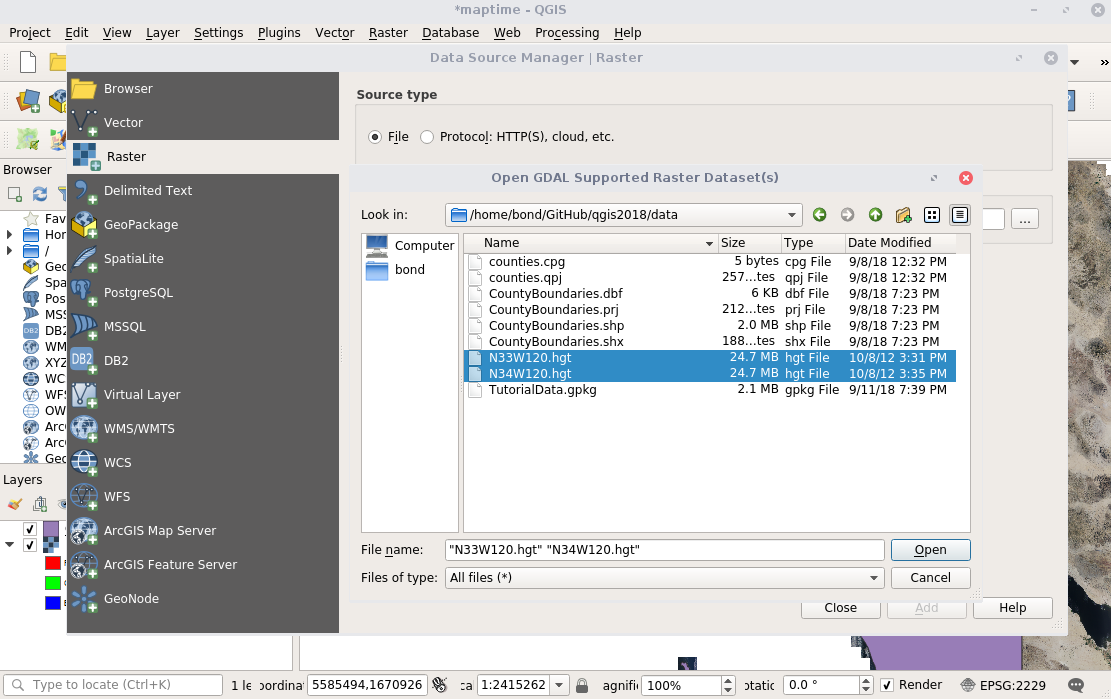 *maptime - QGIS
Project Edit View Layer Settings Plugins Vector Raster Database Web Processing Help
Data Source Manager | Raster
»
Browser
Vector
Raster
Delimited Text
GeoPackage
SpatiaLite
PostgreSQL
MSSQL
DB2
DB2
Virtual Layer
WMS/WMTS
WCS
WFS
ArcGIS Map Server
ArcGIS Feature Server
GeoNode
Source type
File Protocol: HTTP(S), cloud, etc.
...
Open GDAL Supported Raster Dataset(s)
Look in: /home/bond/GitHub/qgis2018/data
Computer
bond
Name Size Type Date Modified
counties.cpg 5 bytes cpg File 9/8/18 12:32 PM
counties.qpj 257...tes qpj File 9/8/18 12:32 PM
CountyBoundaries.dbf 6 KB dbf File 9/8/18 7:23 PM
CountyBoundaries.prj 212...tes prj File 9/8/18 7:23 PM
CountyBoundaries.shp 2.0 MB shp File 9/8/18 7:23 PM
CountyBoundaries.shx 188...tes shx File 9/8/18 7:23 PM
N33W120.hgt 24.7 MB hgt File 10/8/12 3:31 PM
N34W120.hgt 24.7 MB hgt File 10/8/12 3:35 PM
TutorialData.gpkg 2.1 MB gpkg File 9/11/18 7:39 PM
File name: "N33W120.hgt" "N34W120.hgt" Open
Files of type: All files (*) Cancel
Close Add Help
Browser
Fav
Hor
/
Geo
Spa
Pos
MSS
DB2 DB2
WM
XYZ
WCS
WFS
OW
Arc
Arc
Geo
Layers
Type to locate (Ctrl+K) 1 le oordina 5585494,1670926 ca 1:2415262 agnifi 100% otatic 0.0 ° Render EPSG:2229